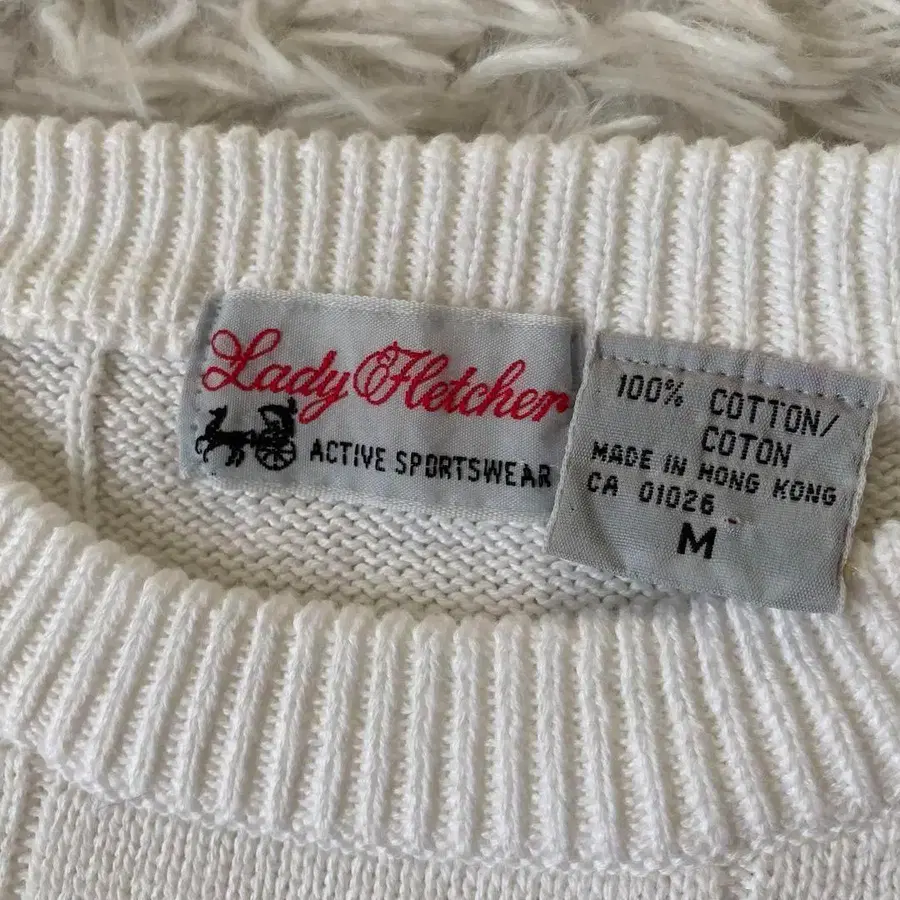 Lady Fletcher
ACTIVE SPORTSWEAR
100% COTTON/
COTON
MADE IN HONG KONG
CA 01026
M